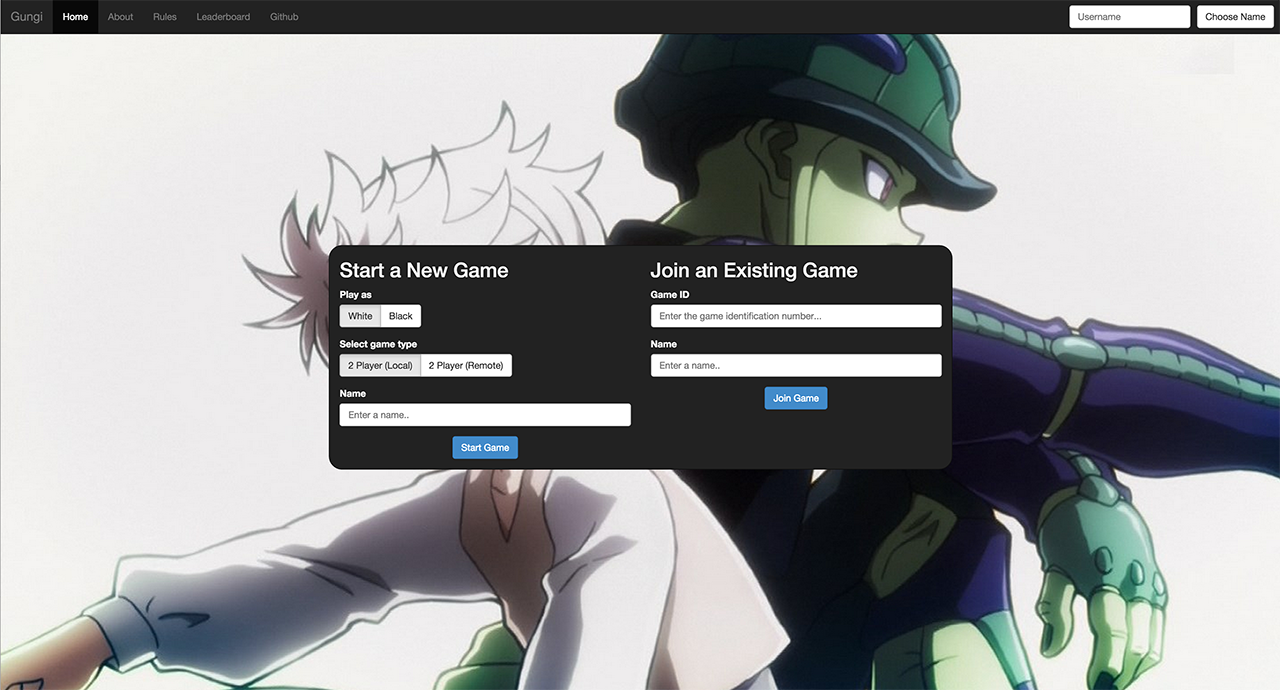 Gungi Home About Rules Leaderboard Github Username Choose Name
Start a New Game
Play as
White Black
Select game type
2 Player (Local) 2 Player (Remote)
Name
Enter a name..
Start Game
Join an Existing Game
Game ID
Enter the game identification number...
Name
Enter a name..
Join Game